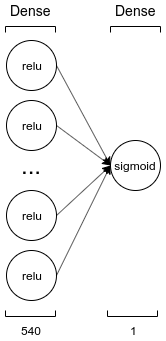 Dense Dense
relu
relu
...
sigmoid
relu
relu
540 1